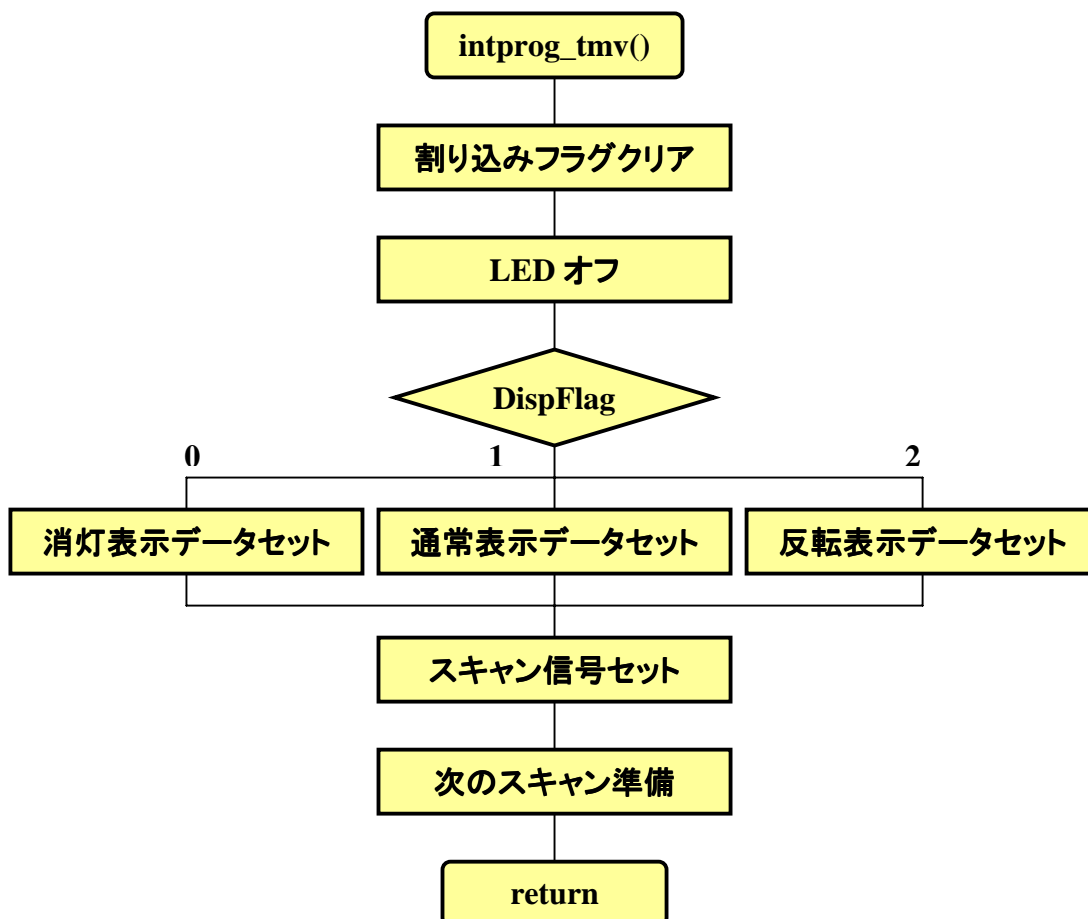 intprog_tmv()
割り込みフラグクリア
LED オフ
DispFlag
0 1 2
消灯表示データセット 通常表示データセット 反転表示データセット
スキャン信号セット
次のスキャン準備
return